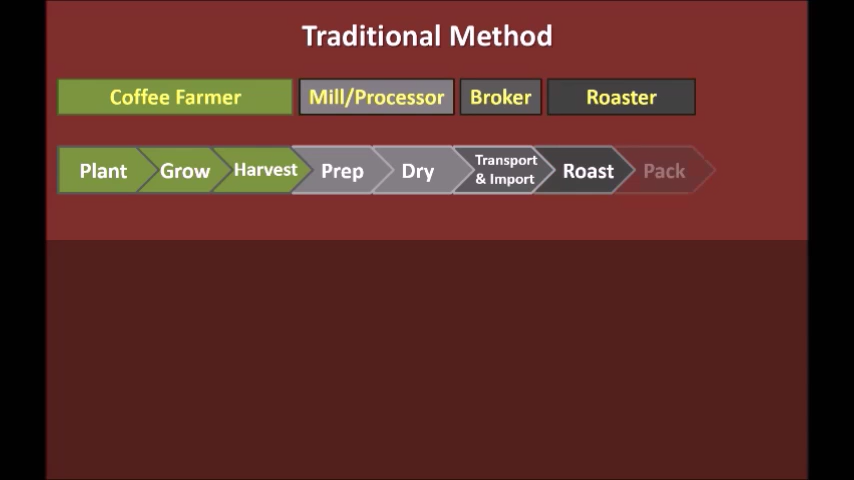 Traditional Method
Coffee Farmer Mill/Processor Broker Roaster
Plant Grow Harvest Prep Dry Transport & Import Roast Pack